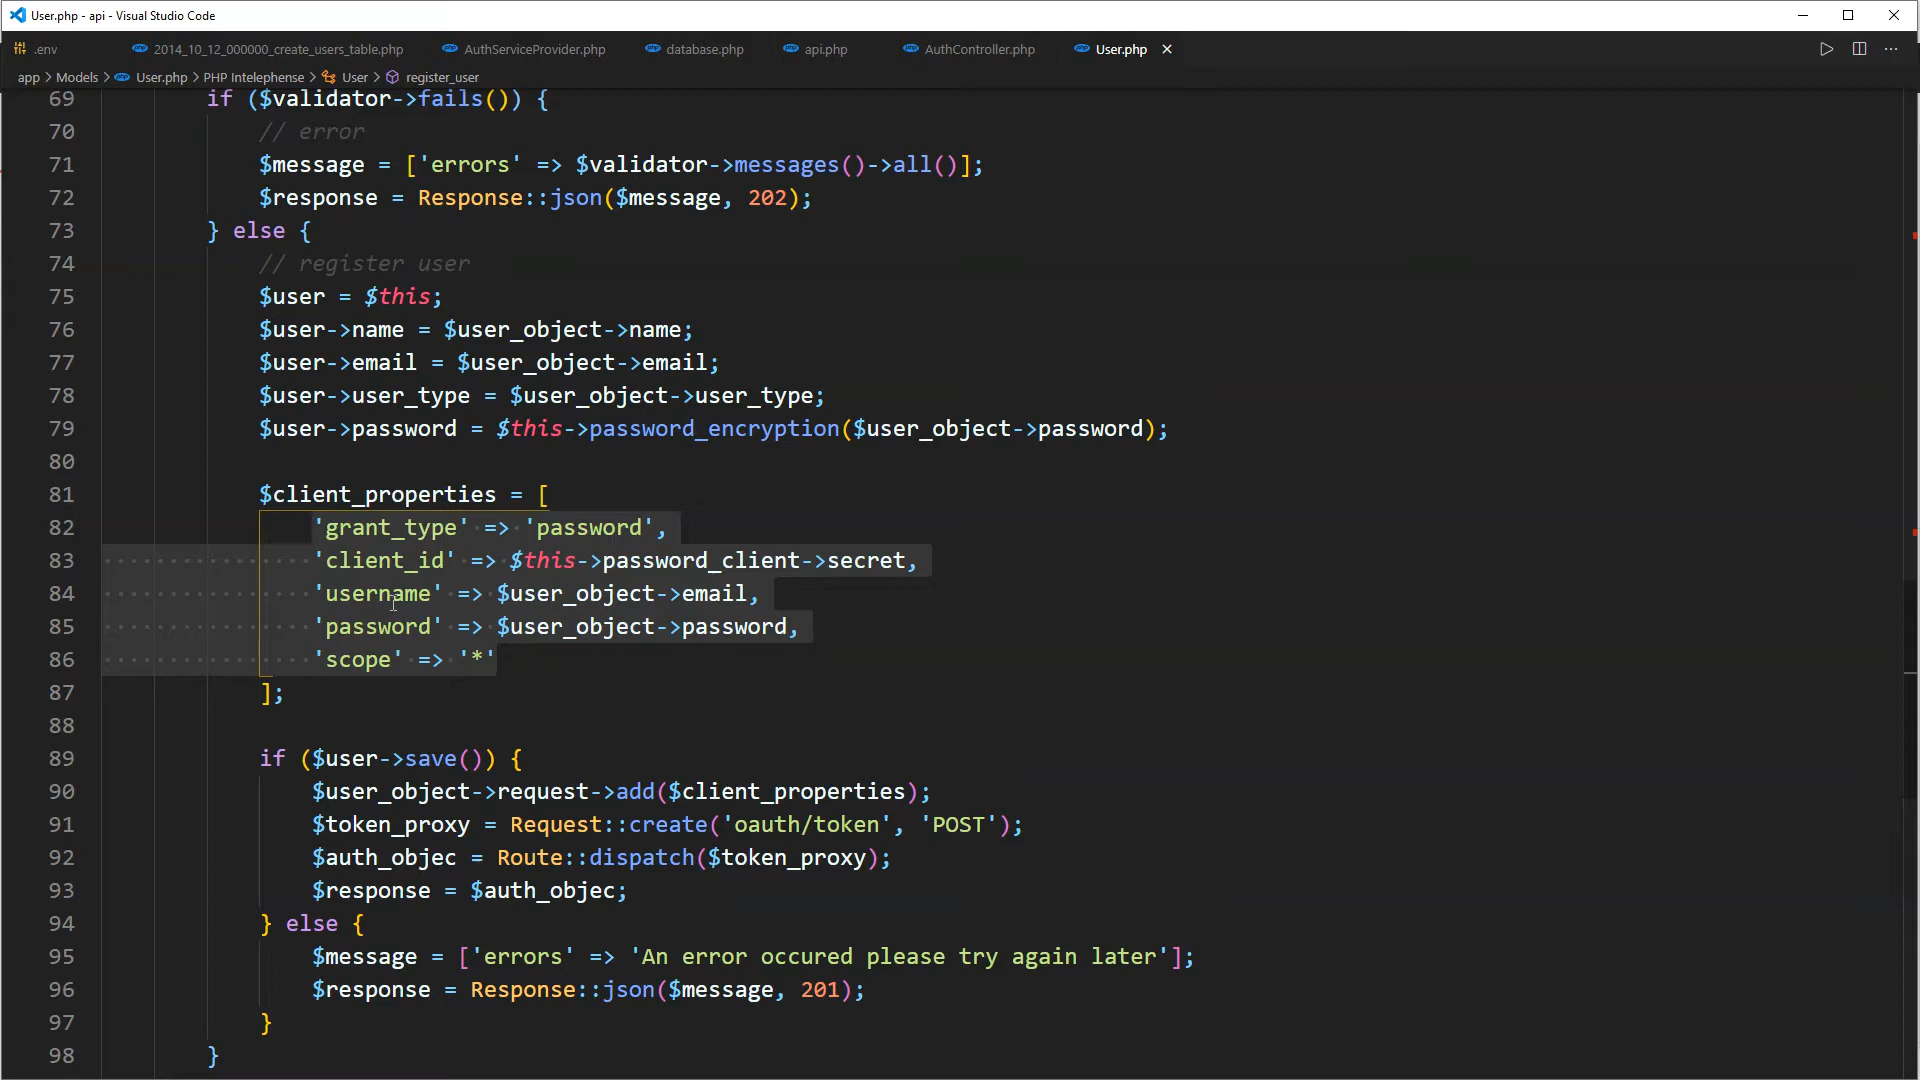 User.php - api - Visual Studio Code
.env 2014_10_12_000000_create_users_table.php AuthServiceProvider.php database.php api.php AuthController.php User.php
app > Models > User.php > PHP Intelephense > User > register_user
69 if ($validator->fails()) {
70 // error
71 $message = ['errors' => $validator->messages()->all()];
72 $response = Response::json($message, 202);
73 } else {
74 // register user
75 $user = $this;
76 $user->name = $user_object->name;
77 $user->email = $user_object->email;
78 $user->user_type = $user_object->user_type;
79 $user->password = $this->password_encryption($user_object->password);
80
81 $client_properties = [
82 'grant_type' => 'password',
83 'client_id' => $this->password_client->secret,
84 'username' => $user_object->email,
85 'password' => $user_object->password,
86 'scope' => '*'
87 ];
88
89 if ($user->save()) {
90 $user_object->request->add($client_properties);
91 $token_proxy = Request::create('oauth/token', 'POST');
92 $auth_objec = Route::dispatch($token_proxy);
93 $response = $auth_objec;
94 } else {
95 $message = ['errors' => 'An error occured please try again later'];
96 $response = Response::json($message, 201);
97 }
98 }